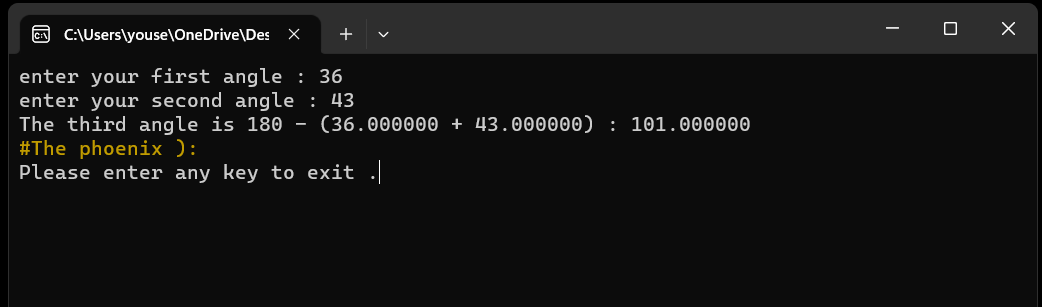 C:\Users\youse\OneDrive\Des
enter your first angle : 36
enter your second angle : 43
The third angle is 180 - (36.000000 + 43.000000) : 101.000000
#The phoenix ):
Please enter any key to exit .